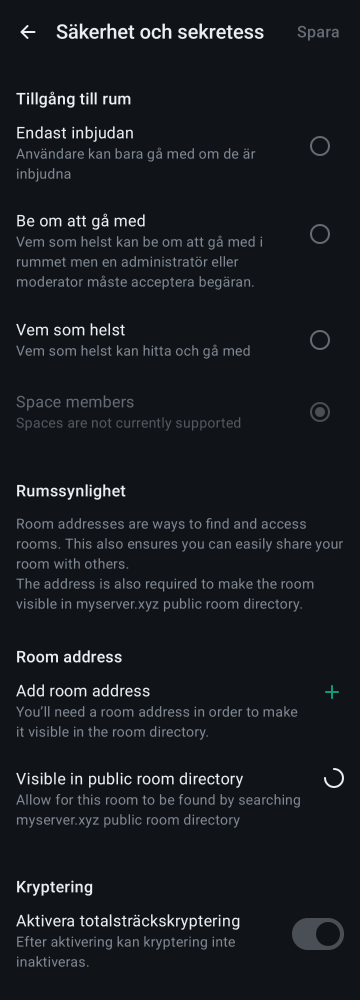 Säkerhet och sekretess Spara
Tillgång till rum
Endast inbjudan
Användare kan bara gå med om de är
inbjudna
Be om att gå med
Vem som helst kan be om att gå med i
rummet men en administratör eller
moderator måste acceptera begäran.
Vem som helst
Vem som helst kan hitta och gå med
Space members
Spaces are not currently supported
Rumssynlighet
Room addresses are ways to find and access
rooms. This also ensures you can easily share your
room with others.
The address is also required to make the room
visible in myserver.xyz public room directory.
Room address
Add room address
You’ll need a room address in order to make
it visible in the room directory.
Visible in public room directory
Allow for this room to be found by searching
myserver.xyz public room directory
Kryptering
Aktivera totalsträckskryptering
Efter aktivering kan kryptering inte
inaktiveras.